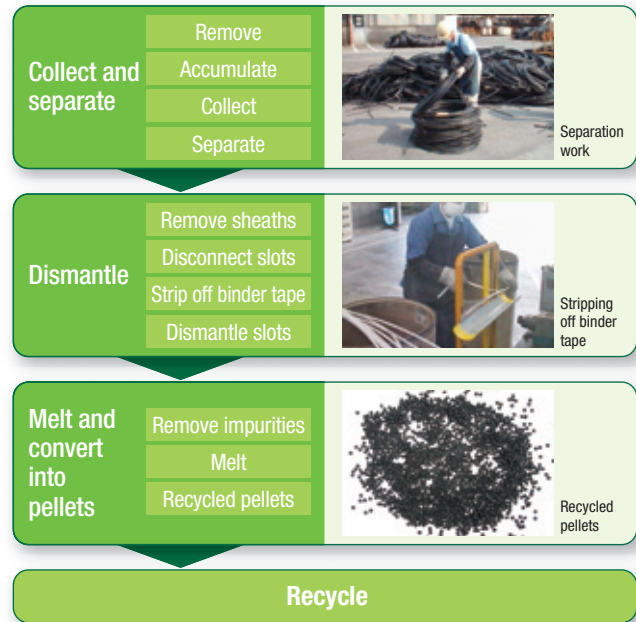 Collect and
separate
Remove
Accumulate
Collect
Separate
Separation
work
Dismantle
Remove sheaths
Disconnect slots
Strip off binder tape
Dismantle slots
Stripping
off binder
tape
Melt and
convert
into
pellets
Remove impurities
Melt
Recycled pellets
Recycled
pellets
Recycle